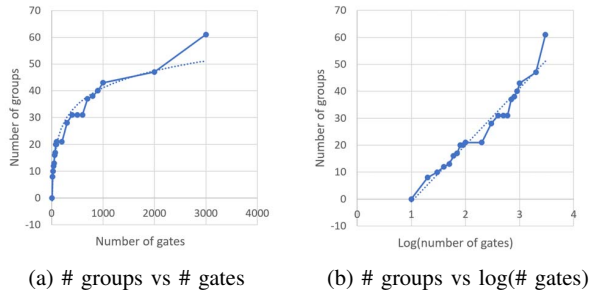 70
60
50
40
30
20
10
0
-10
Number of groups
0 1000 2000 3000 4000
Number of gates
(a) # groups vs # gates
70
60
50
40
30
20
10
0
-10
Number of groups
0 1 2 3 4
Log(number of gates)
(b) # groups vs log(# gates)